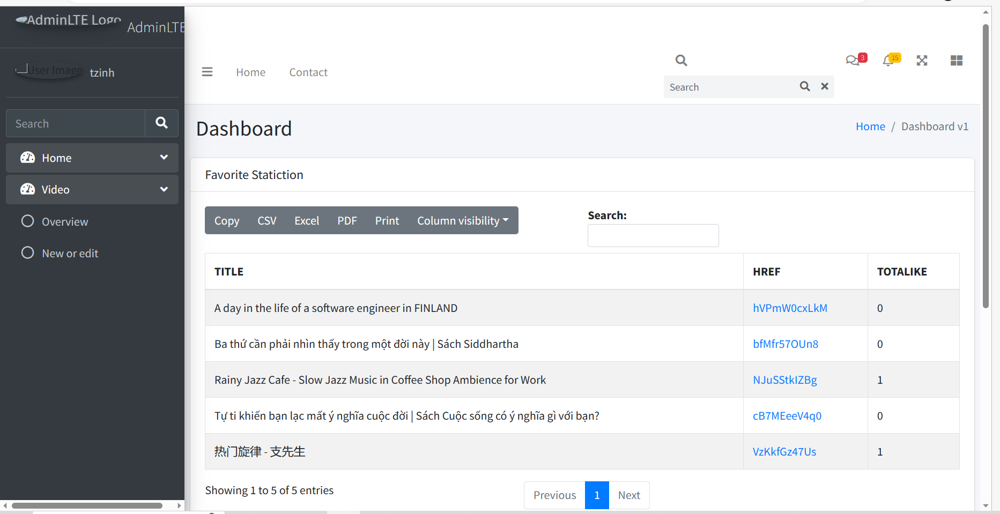 AdminLTE Logo
AdminLTE
User Image
tzinh
Search
Home
Video
Overview
New or edit
Home
Contact
Search
3
15
Dashboard
Home / Dashboard v1
Favorite Statiction
Copy
CSV
Excel
PDF
Print
Column visibility
Search:
TITLE
HREF
TOTALIKE
A day in the life of a software engineer in FINLAND
hVPmW0cxLkM
0
Ba thứ cần phải nhìn thấy trong một đời này | Sách Siddhartha
bfMfr57OUn8
0
Rainy Jazz Cafe - Slow Jazz Music in Coffee Shop Ambience for Work
NJuSStkIZBg
1
Tự ti khiến bạn lạc mất ý nghĩa cuộc đời | Sách Cuộc sống có ý nghĩa gì với bạn?
cB7MEeeV4q0
0
热门旋律 - 支先生
VzKkfGz47Us
1
Showing 1 to 5 of 5 entries
Previous
1
Next